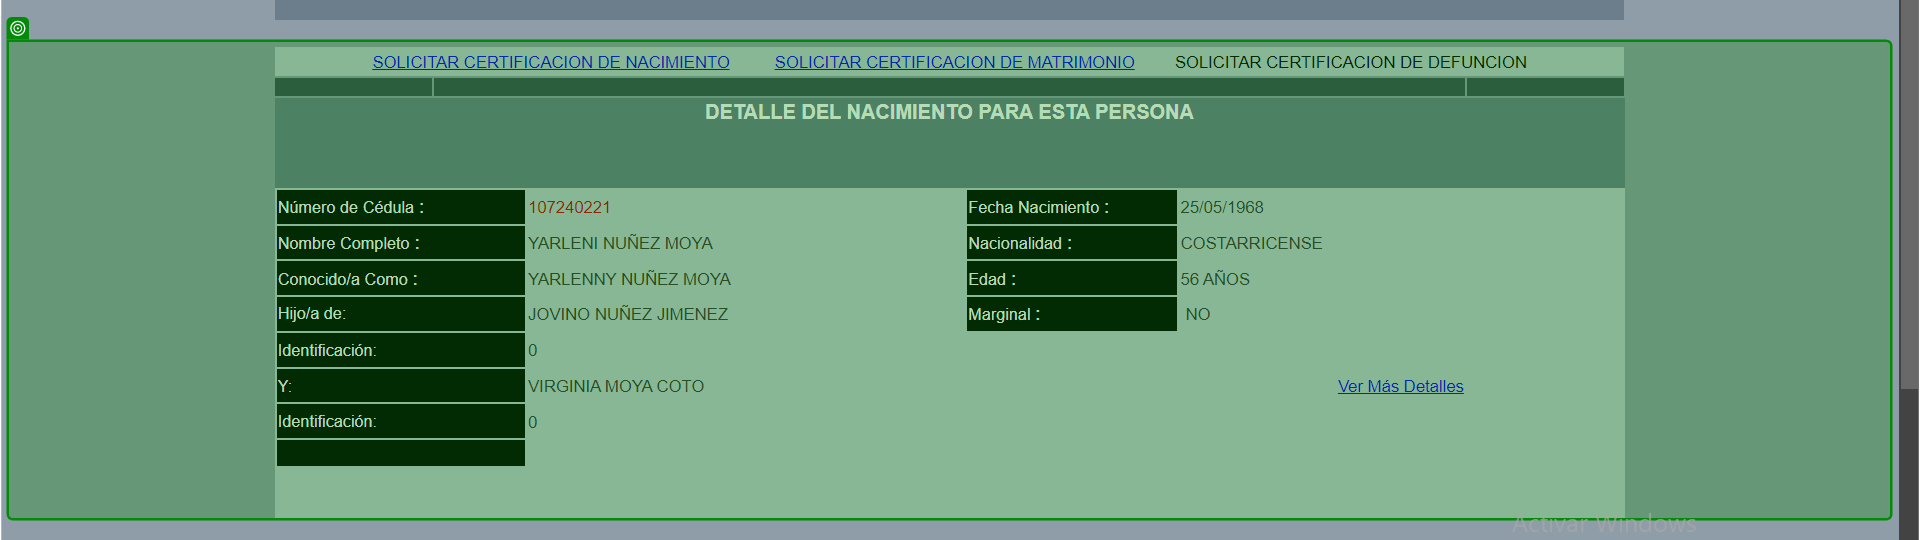 SOLICITAR CERTIFICACION DE NACIMIENTO SOLICITAR CERTIFICACION DE MATRIMONIO SOLICITAR CERTIFICACION DE DEFUNCION
DETALLE DEL NACIMIENTO PARA ESTA PERSONA
Número de Cédula : 107240221 Fecha Nacimiento : 25/05/1968
Nombre Completo : YARLENI NUÑEZ MOYA Nacionalidad : COSTARRICENSE
Conocido/a Como : YARLENNY NUÑEZ MOYA Edad : 56 AÑOS
Hijo/a de: JOVINO NUÑEZ JIMENEZ Marginal : NO
Identificación: 0
Y: VIRGINIA MOYA COTO Ver Más Detalles
Identificación: 0
Activar Windows